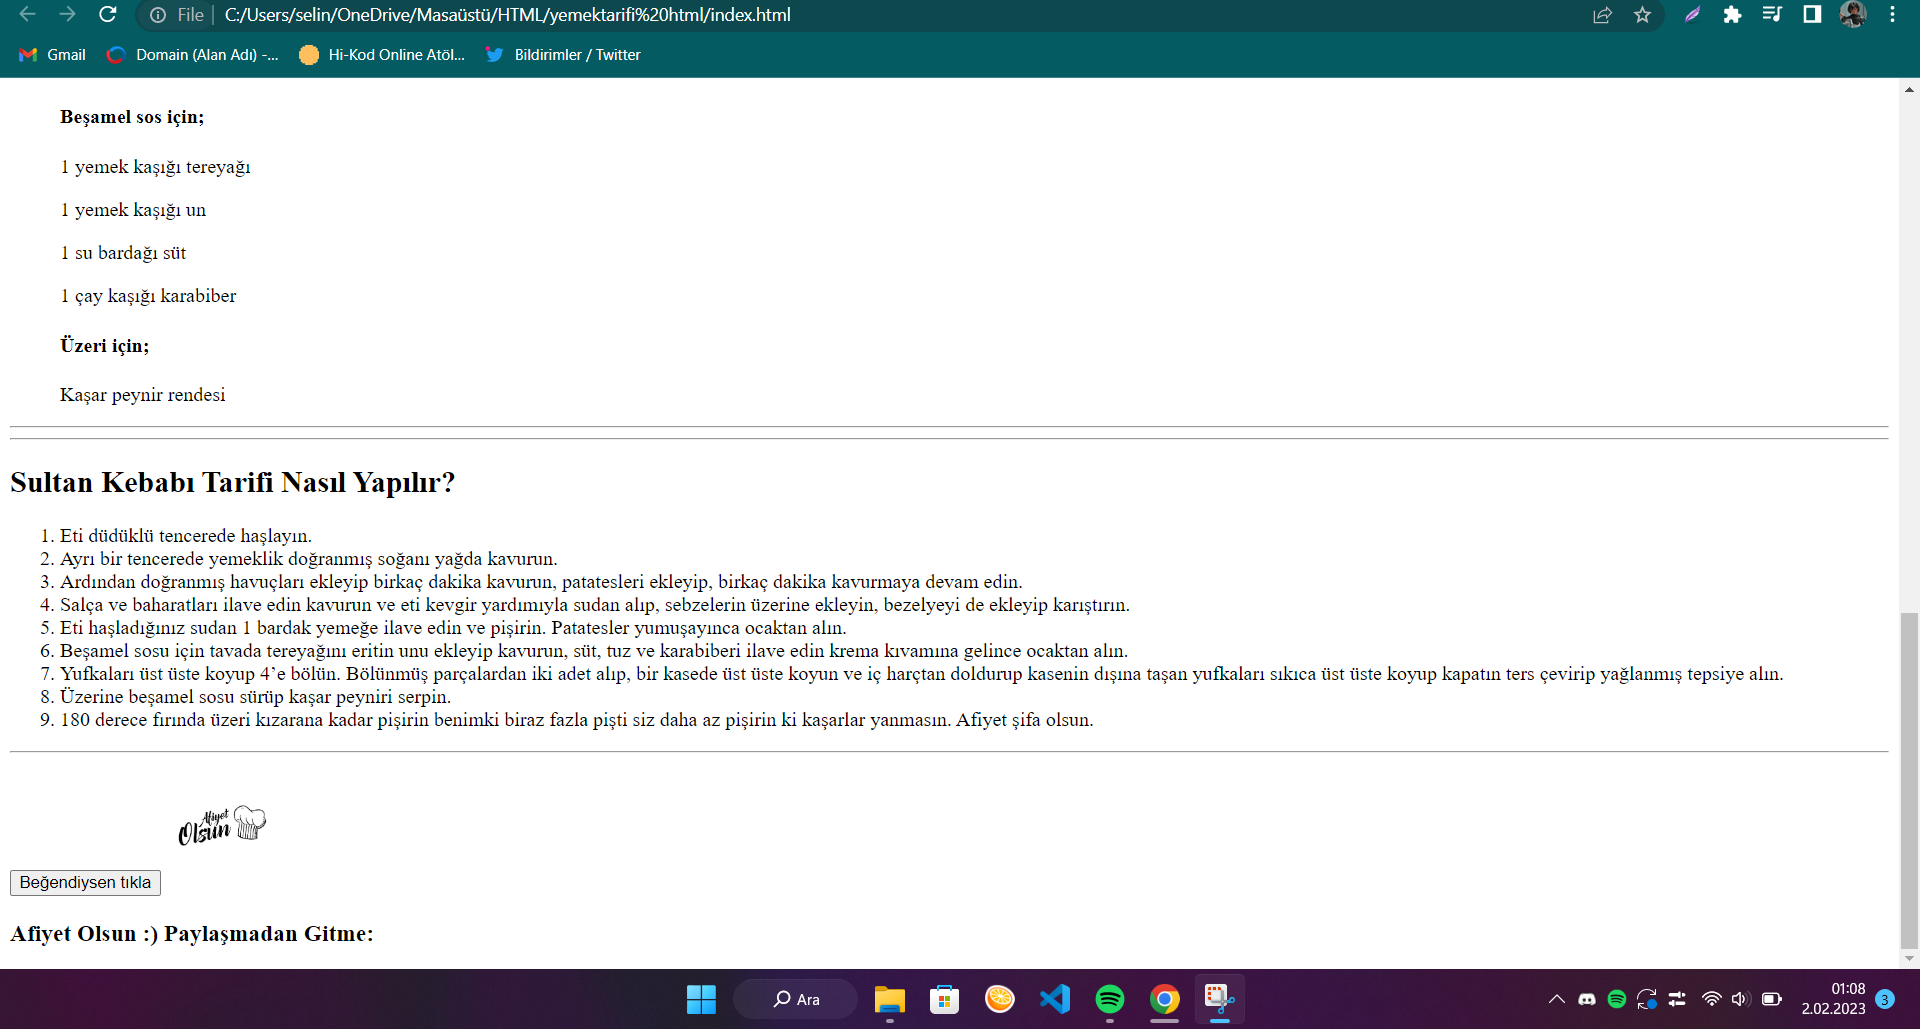 File
C:/Users/selin/OneDrive/Masaüstü/HTML/yemektarifi%20html/index.html
Gmail
Domain (Alan Adı) -...
Hi-Kod Online Atöl...
Bildirimler / Twitter
Beşamel sos için;
1 yemek kaşığı tereyağı
1 yemek kaşığı un
1 su bardağı süt
1 çay kaşığı karabiber
Üzeri için;
Kaşar peynir rendesi
Sultan Kebabı Tarifi Nasıl Yapılır?
1. Eti düdüklü tencerede haşlayın.
2. Ayrı bir tencerede yemeklik doğranmış soğanı yağda kavurun.
3. Ardından doğranmış havuçları ekleyip birkaç dakika kavurun, patatesleri ekleyip, birkaç dakika kavurmaya devam edin.
4. Salça ve baharatları ilave edin kavurun ve eti kevgir yardımıyla sudan alıp, sebzelerin üzerine ekleyin, bezelyeyi de ekleyip karıştırın.
5. Eti haşladığınız sudan 1 bardak yemeğe ilave edin ve pişirin. Patatesler yumuşayınca ocaktan alın.
6. Beşamel sosu için tavada tereyağını eritin unu ekleyip kavurun, süt, tuz ve karabiberi ilave edin krema kıvamına gelince ocaktan alın.
7. Yufkaları üst üste koyup 4’e bölün. Bölünmüş parçalardan iki adet alıp, bir kasede üst üste koyun ve iç harçtan doldurup kasenin dışına taşan yufkaları sıkıca üst üste koyup kapatın ters çevirip yağlanmış tepsiye alın.
8. Üzerine beşamel sosu sürüp kaşar peyniri serpin.
9. 180 derece fırında üzeri kızarana kadar pişirin benimki biraz fazla pişti siz daha az pişirin ki kaşarlar yanmasın. Afiyet şifa olsun.
Afiyet
Olsun
Beğendiysen tıkla
Afiyet Olsun :) Paylaşmadan Gitme:
Ara
01:08
2.02.2023
3